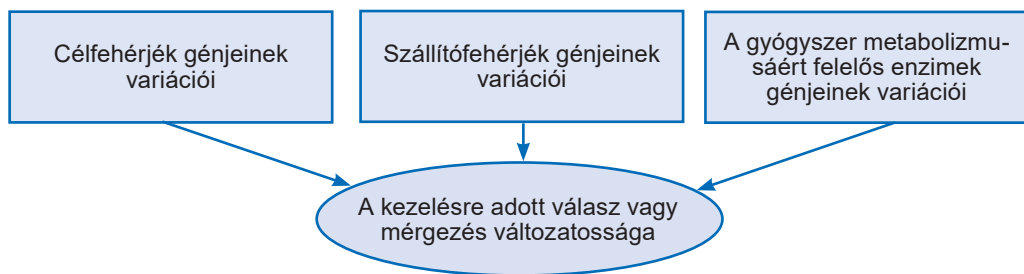 Célfehérjék génjeinek
variációi
Szállítófehérjék génjeinek
variációi
A gyógyszer metabolizmu-
sáért felelős enzimek
génjeinek variációi
A kezelésre adott válasz vagy
mérgezés változatossága